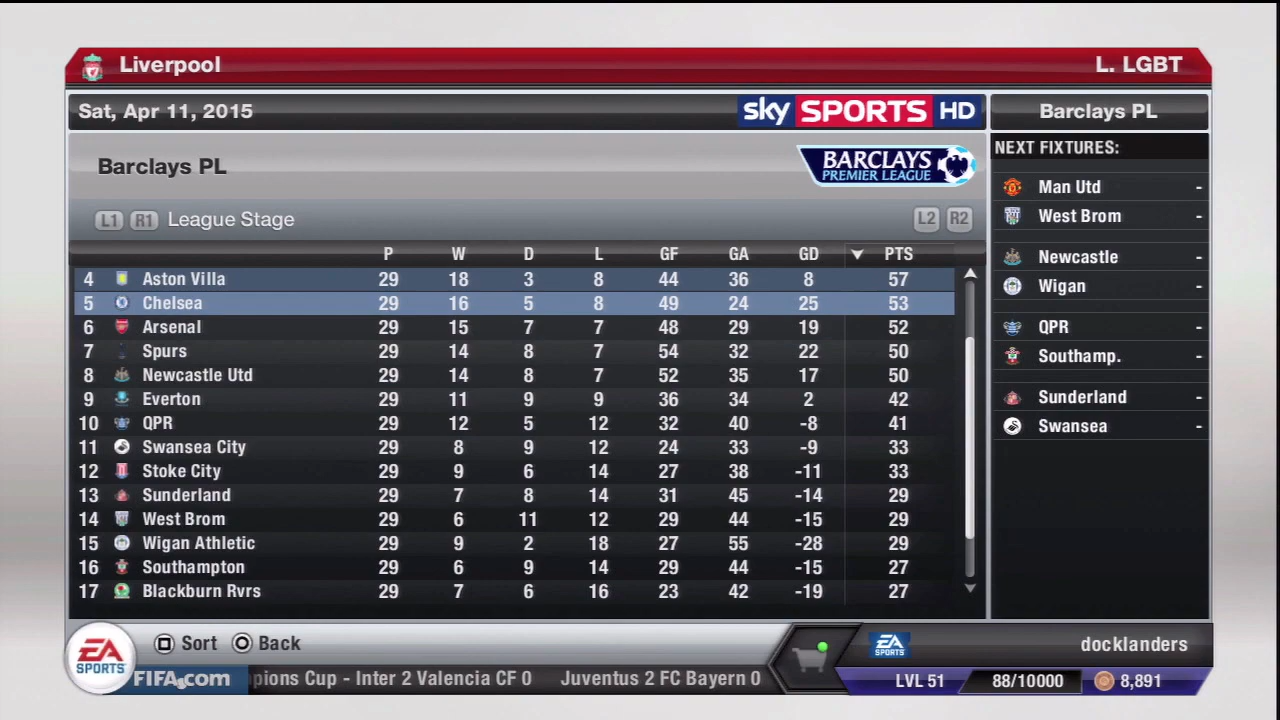 Liverpool
L. LGBT
Sat, Apr 11, 2015
sky SPORTS HD
Barclays PL
Barclays PL
BARCLAYS
PREMIER LEAGUE
NEXT FIXTURES:
L1 R1 League Stage
L2 R2
P W D L GF GA GD PTS
4 Aston Villa 29 18 3 8 44 36 8 57
5 Chelsea 29 16 5 8 49 24 25 53
6 Arsenal 29 15 7 7 48 29 19 52
7 Spurs 29 14 8 7 54 32 22 50
8 Newcastle Utd 29 14 8 7 52 35 17 50
9 Everton 29 11 9 9 36 34 2 42
10 QPR 29 12 5 12 32 40 -8 41
11 Swansea City 29 8 9 12 24 33 -9 33
12 Stoke City 29 9 6 14 27 38 -11 33
13 Sunderland 29 7 8 14 31 45 -14 29
14 West Brom 29 6 11 12 29 44 -15 29
15 Wigan Athletic 29 9 2 18 27 55 -28 29
16 Southampton 29 6 9 14 29 44 -15 27
17 Blackburn Rvrs 29 7 6 16 23 42 -19 27
Man Utd -
West Brom -
Newcastle -
Wigan -
QPR -
Southamp. -
Sunderland -
Swansea -
EA
SPORTS
Sort Back
EA
SPORTS
docklanders
FIFA.com
pions Cup - Inter 2 Valencia CF 0 Juventus 2 FC Bayern 0
LVL 51
88/10000
8,891